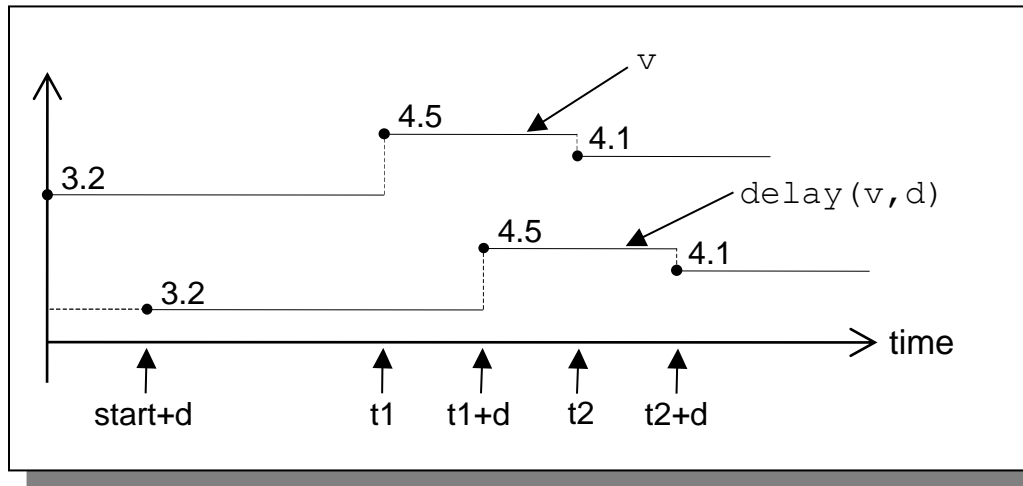 v
4.5
4.1
3.2
delay(v,d)
4.5
4.1
3.2
time
start+d
t1
t1+d
t2
t2+d